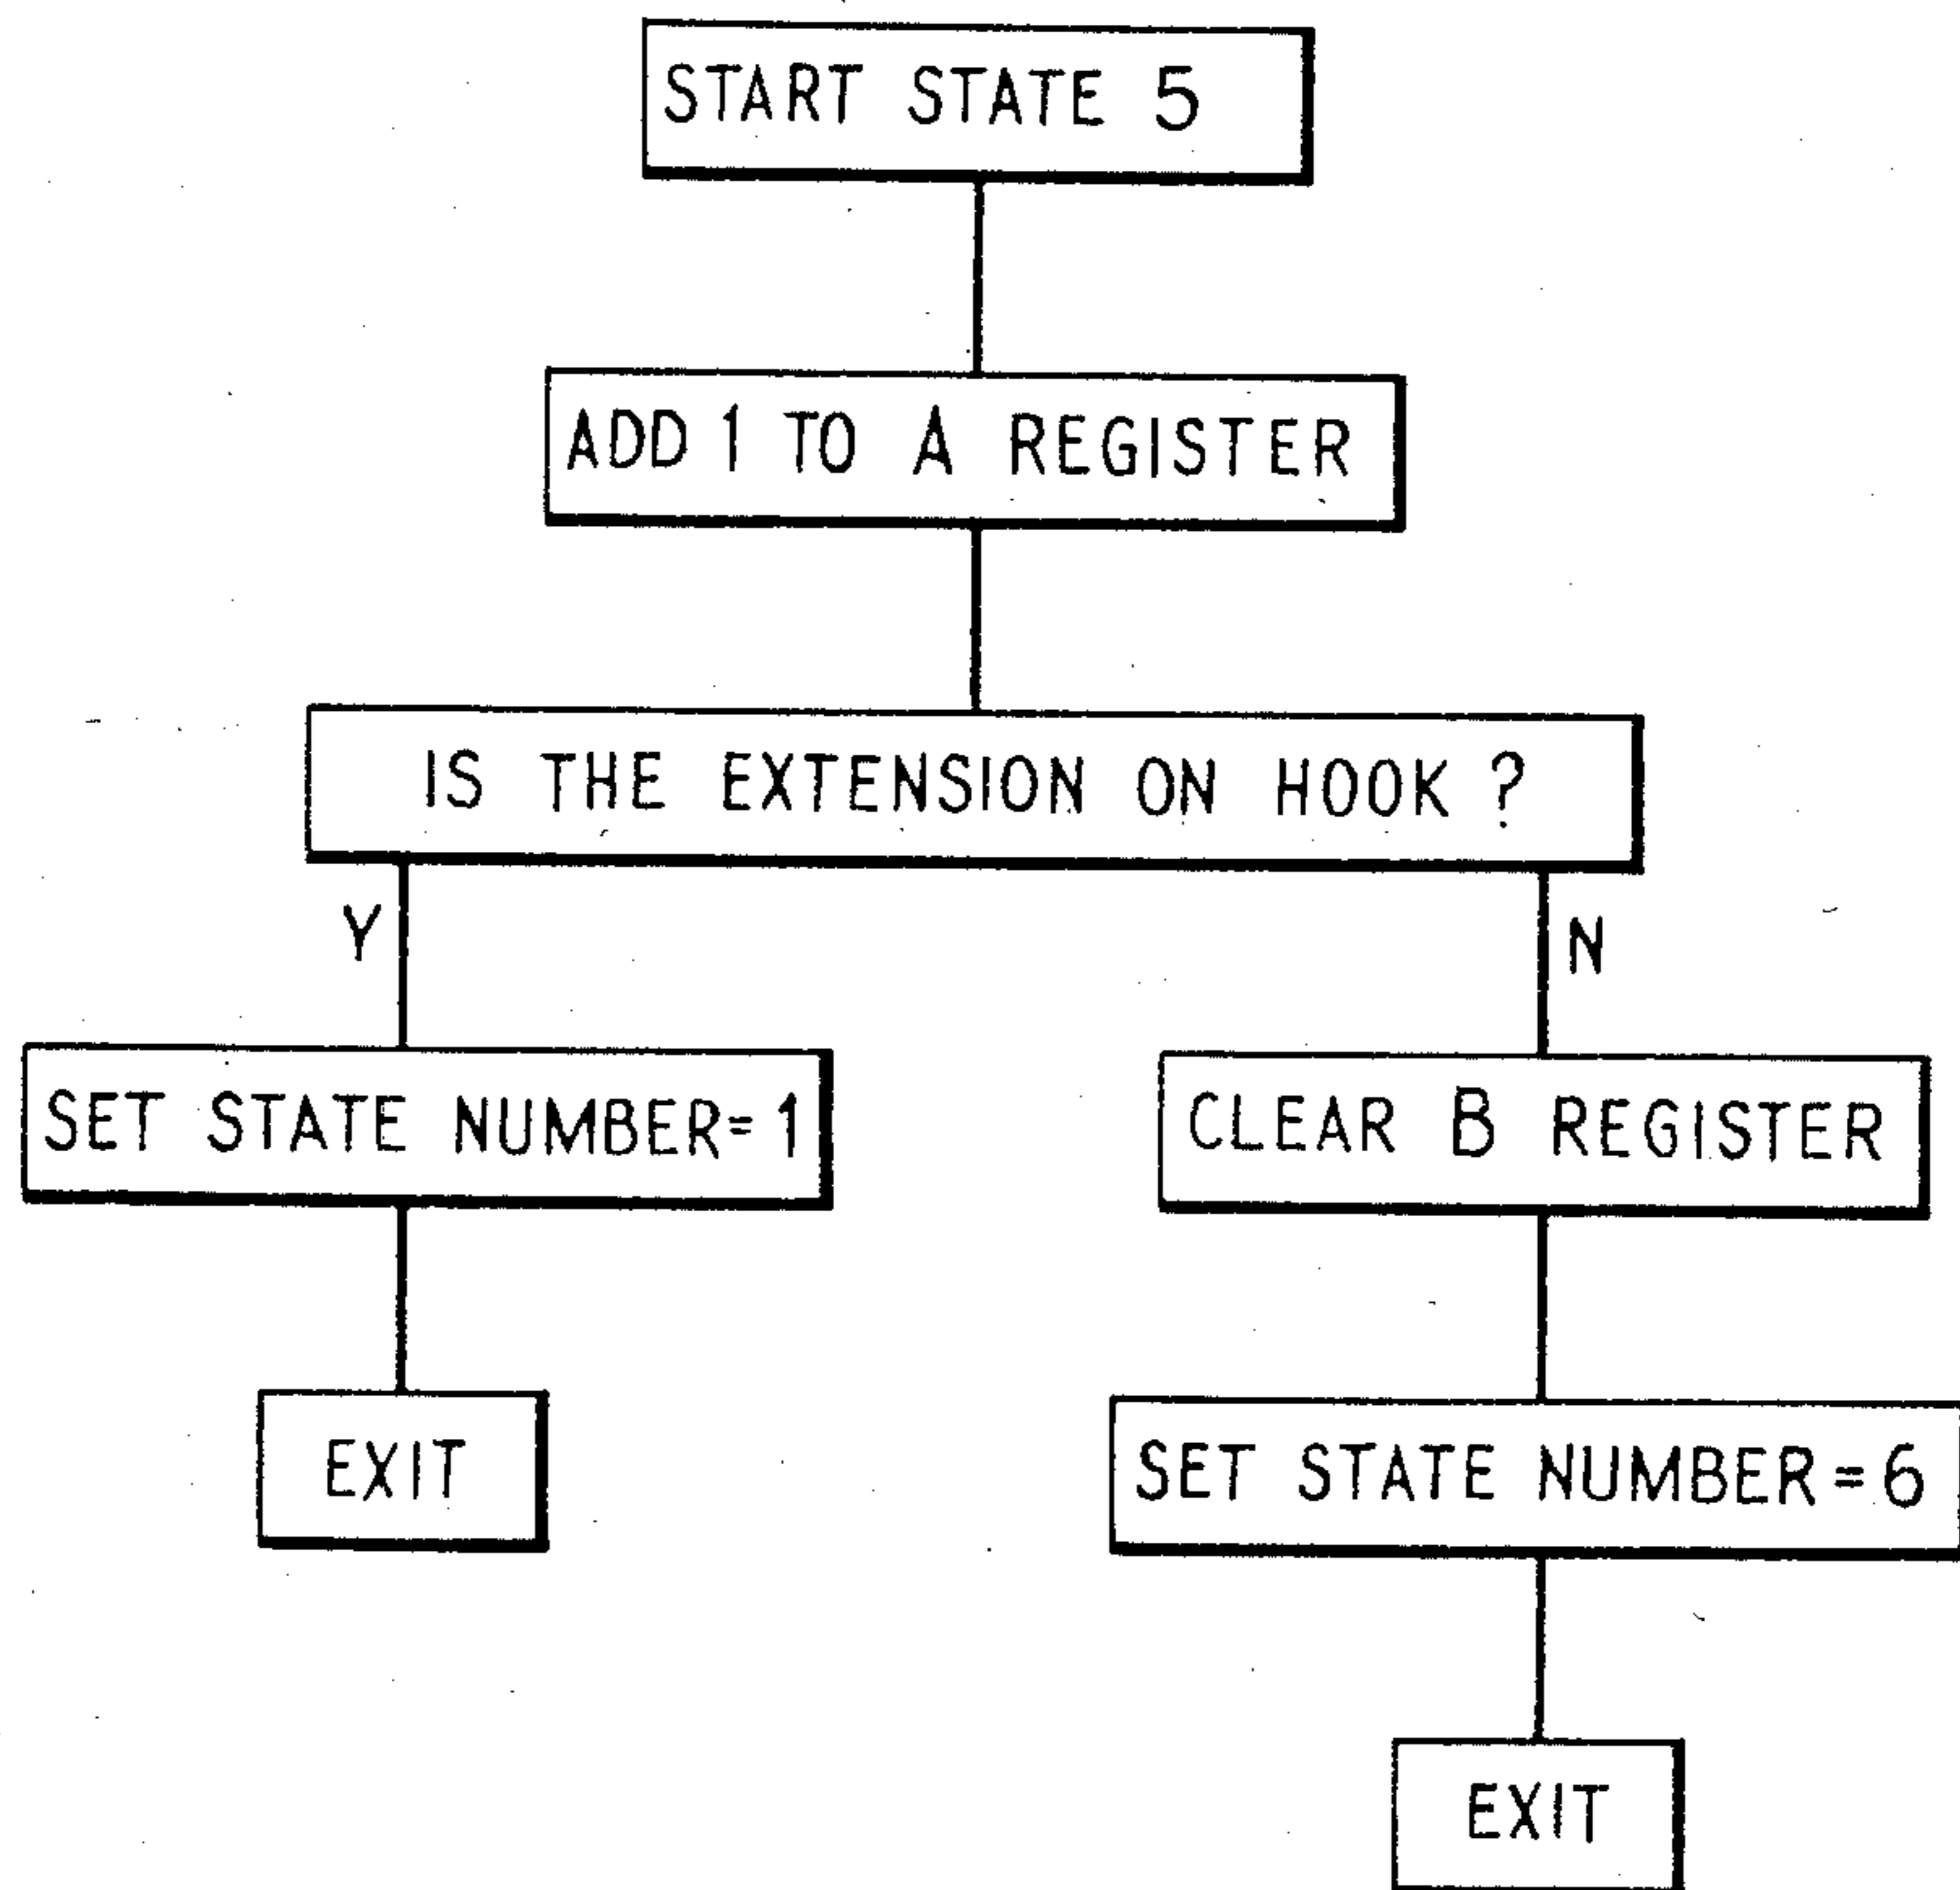 START STATE 5
ADD 1 TO A REGISTER
IS THE EXTENSION ON HOOK ?
Y
N
SET STATE NUMBER=1
CLEAR B REGISTER
EXIT
SET STATE NUMBER=6
EXIT